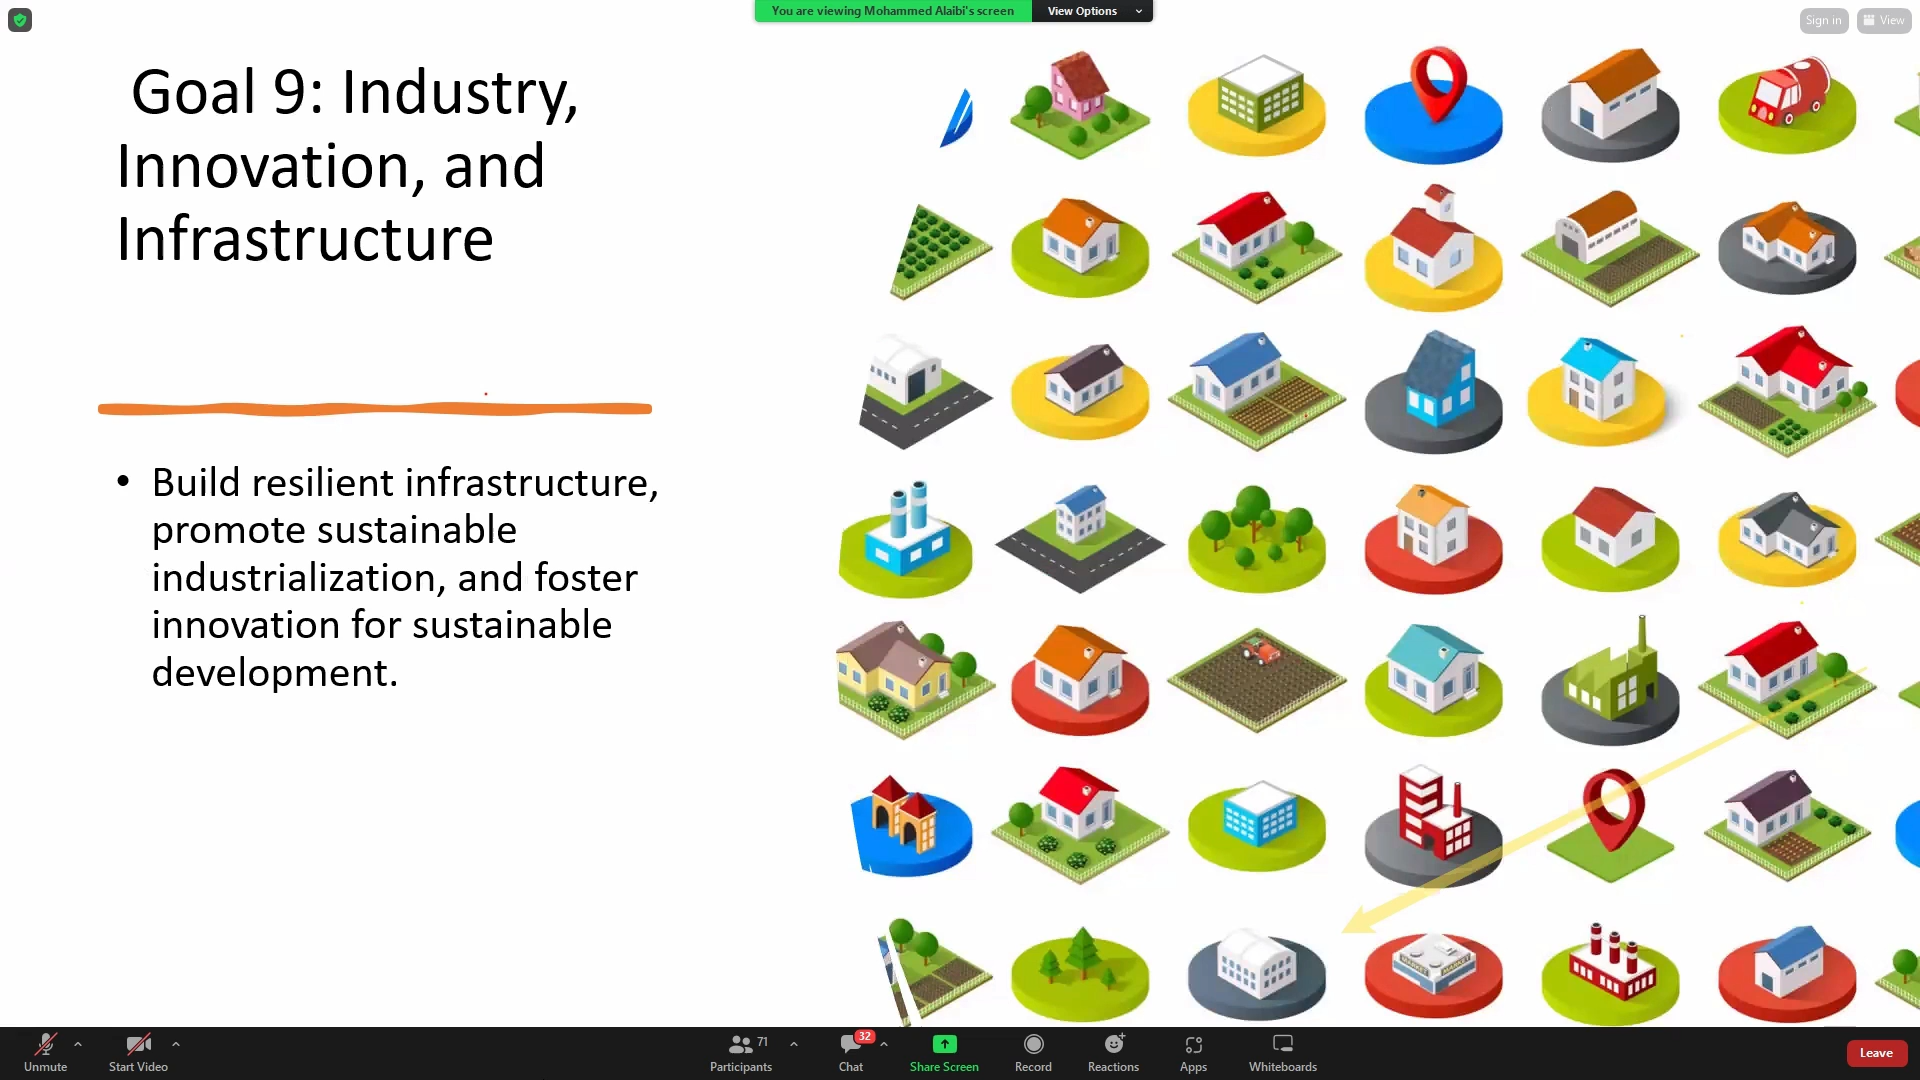 You are viewing Mohammed Alaibi's screen
View Options
Sign in
View
Goal 9: Industry,
Innovation, and
Infrastructure
• Build resilient infrastructure,
promote sustainable
industrialization, and foster
innovation for sustainable
development.
MARKET MARKET
Unmute
Start Video
71
Participants
32
Chat
Share Screen
Record
Reactions
Apps
Whiteboards
Leave